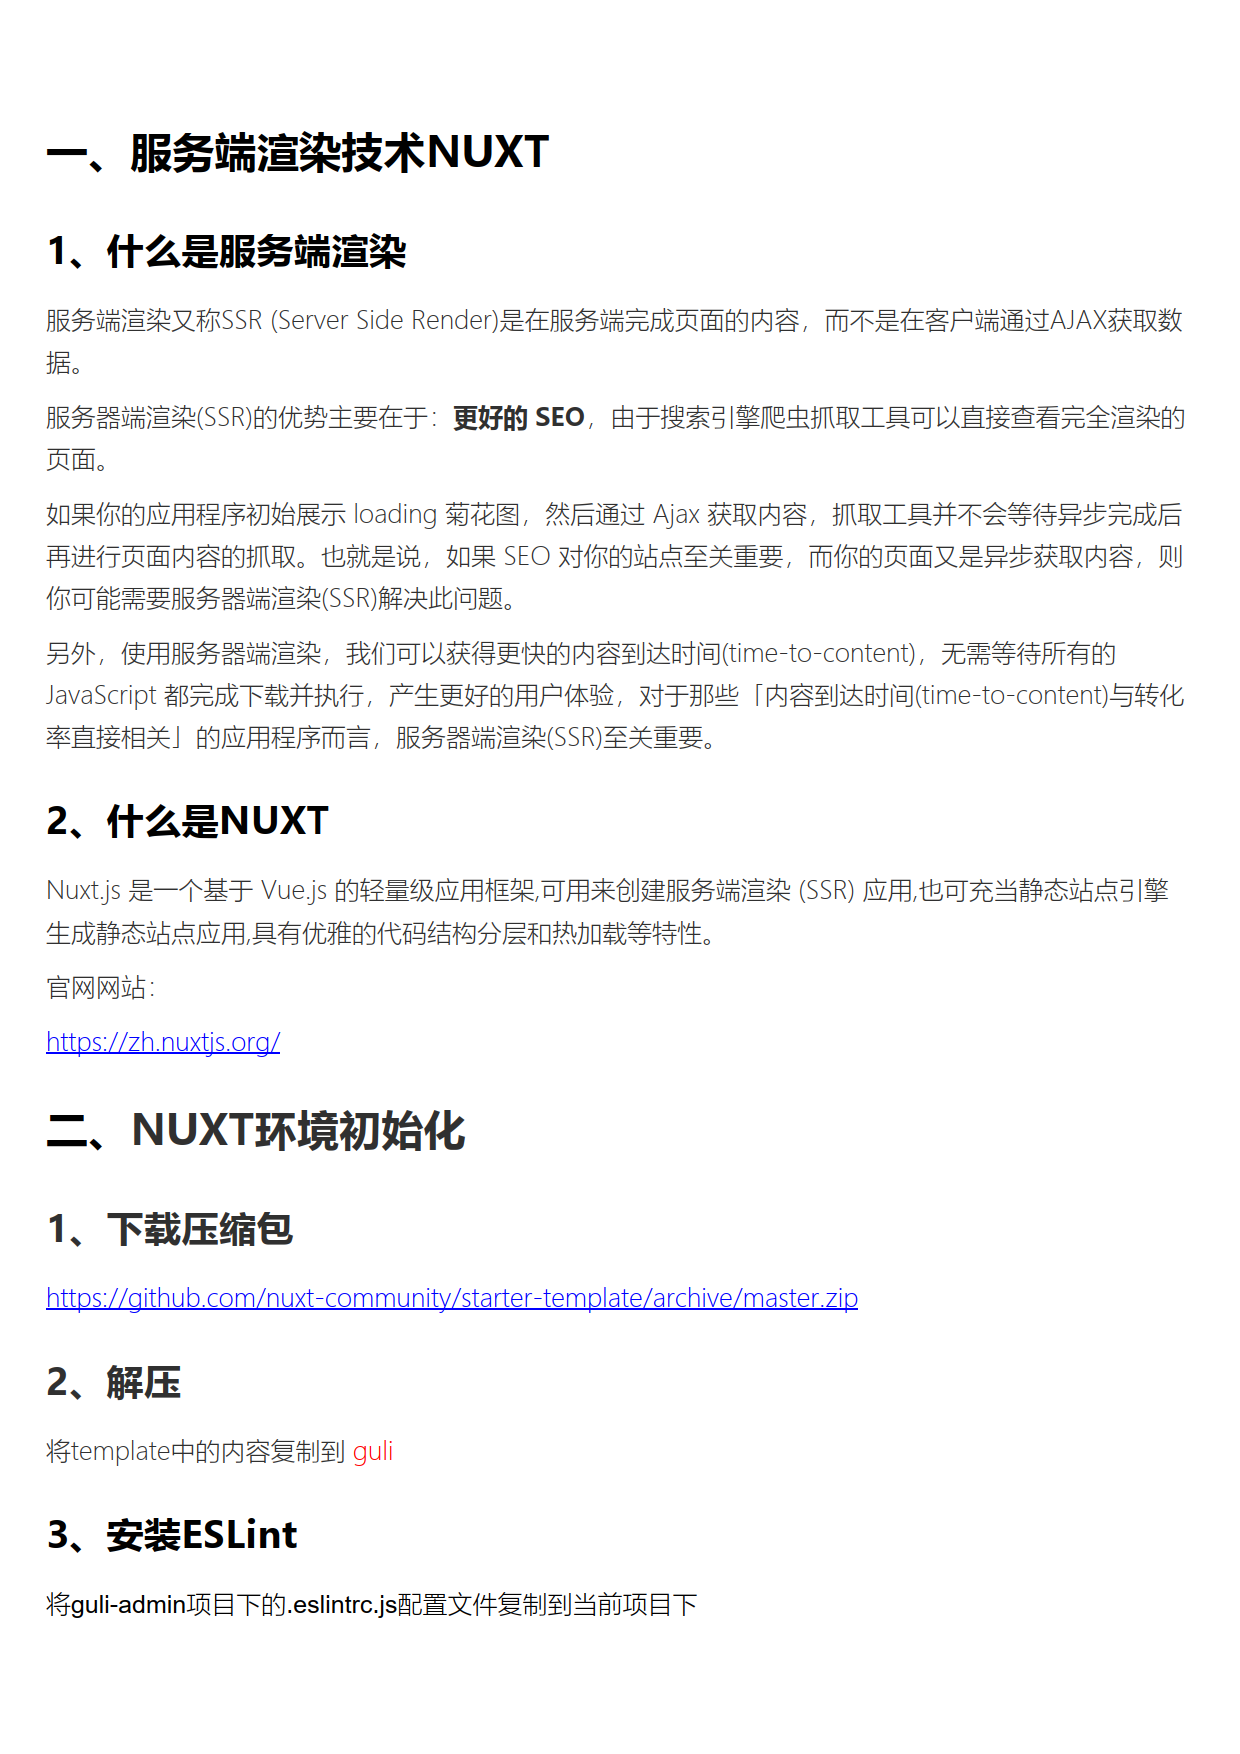 一、服务端渲染技术NUXT
1、什么是服务端渲染
服务端渲染又称SSR (Server Side Render)是在服务端完成页面的内容，而不是在客户端通过AJAX获取数
据。
服务器端渲染(SSR)的优势主要在于：更好的 SEO，由于搜索引擎爬虫抓取工具可以直接查看完全渲染的
页面。
如果你的应用程序初始展示 loading 菊花图，然后通过 Ajax 获取内容，抓取工具并不会等待异步完成后
再进行页面内容的抓取。也就是说，如果 SEO 对你的站点至关重要，而你的页面又是异步获取内容，则
你可能需要服务器端渲染(SSR)解决此问题。
另外，使用服务器端渲染，我们可以获得更快的内容到达时间(time-to-content)，无需等待所有的
JavaScript 都完成下载并执行，产生更好的用户体验，对于那些「内容到达时间(time-to-content)与转化
率直接相关」的应用程序而言，服务器端渲染(SSR)至关重要。
2、什么是NUXT
Nuxt.js 是一个基于 Vue.js 的轻量级应用框架,可用来创建服务端渲染 (SSR) 应用,也可充当静态站点引擎
生成静态站点应用,具有优雅的代码结构分层和热加载等特性。
官网网站：
https://zh.nuxtjs.org/
二、NUXT环境初始化
1、下载压缩包
https://github.com/nuxt-community/starter-template/archive/master.zip
2、解压
将template中的内容复制到 guli
3、安装ESLint
将guli-admin项目下的.eslintrc.js配置文件复制到当前项目下